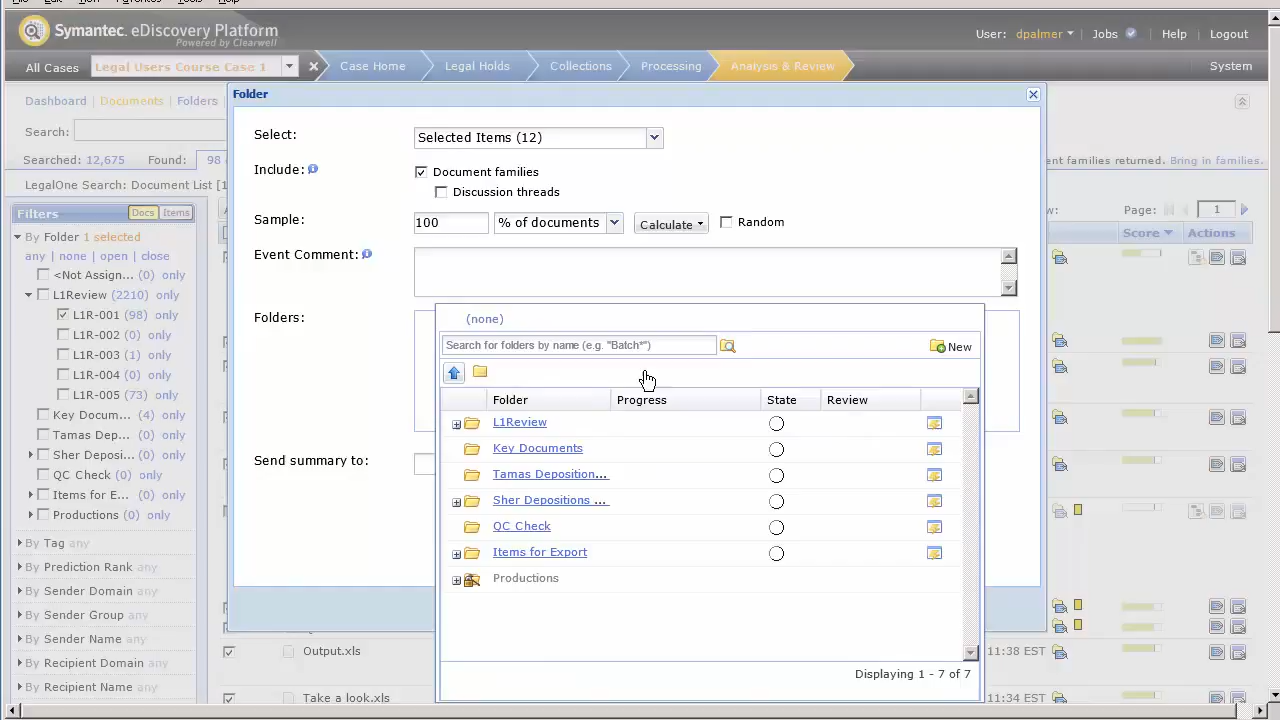 Symantec. eDiscovery Platform
Powered by Clearwell
User: dpalmer Jobs Help Logout
All Cases Legal Users Course Case 1 Case Home Legal Holds Collections Processing Analysis & Review System
Dashboard | Documents | Folders
Folder
Search:
Select: Selected Items (12)
Searched: 12,675 Found: 98
ent families returned. Bring in families.
Include: Document families
Discussion threads
LegalOne Search: Document List [1
Filters Docs Items
Sample: 100 % of documents Calculate Random
Page: 1
Score Actions
By Folder 1 selected
any | none | open | close
Event Comment:
<Not Assign... (0) only
L1Review (2210) only
L1R-001 (98) only
L1R-002 (0) only
L1R-003 (1) only
L1R-004 (0) only
L1R-005 (73) only
Key Docum... (4) only
Tamas Dep... (0) only
Sher Deposi... (0) only
QC Check (0) only
Items for E... (0) only
Productions (0) only
By Tag any
By Prediction Rank any
By Sender Domain any
By Sender Group any
By Sender Name any
By Recipient Domain any
By Recipient Name any
Folders:
Send summary to:
(none)
Search for folders by name (e.g. "Batch*")
New
Folder Progress State Review
L1Review
Key Documents
Tamas Deposition...
Sher Depositions ...
QC Check
Items for Export
Productions
Displaying 1 - 7 of 7
Output.xls 11:38 EST
Take a look.xls 11:34 EST